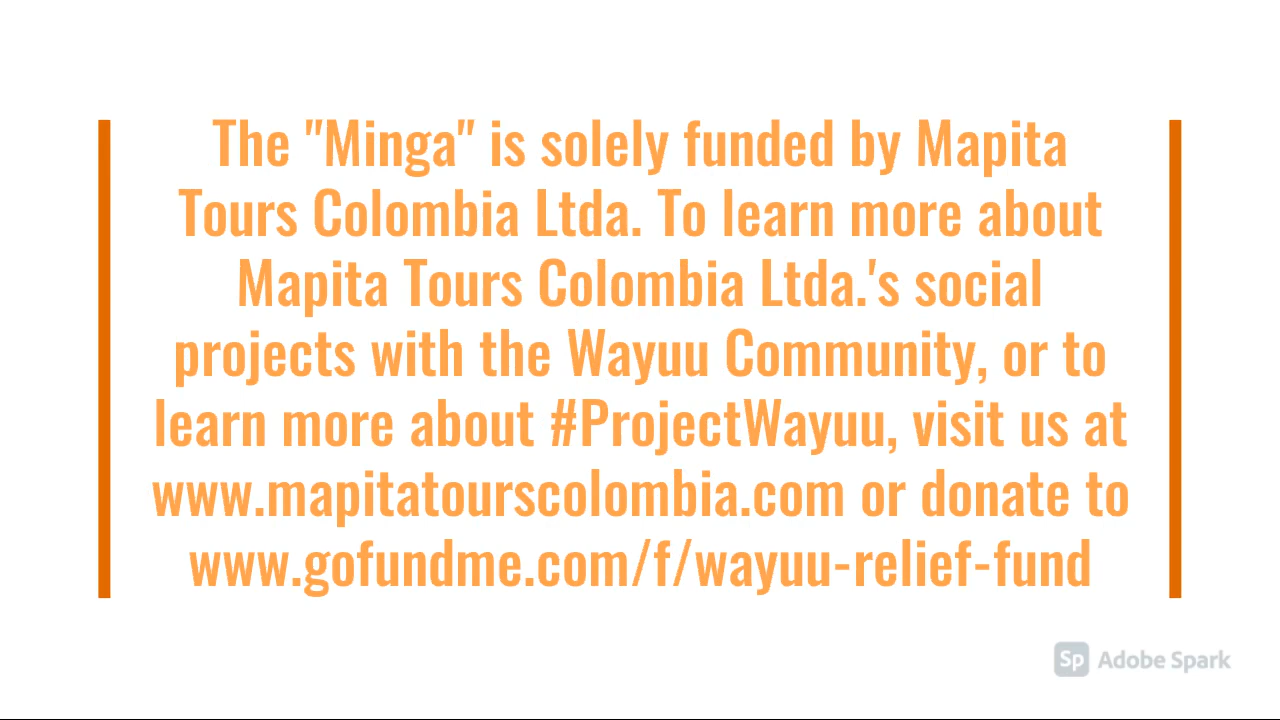 The "Minga" is solely funded by Mapita
Tours Colombia Ltda. To learn more about
Mapita Tours Colombia Ltda.'s social
projects with the Wayuu Community, or to
learn more about #ProjectWayuu, visit us at
www.mapitatourscolombia.com or donate to
www.gofundme.com/f/wayuu-relief-fund
Sp Adobe Spark